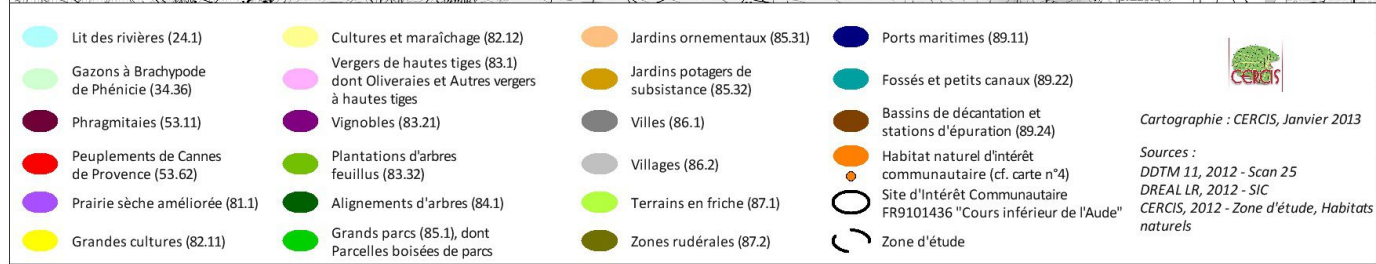 Lit des rivières (24.1)
Gazons à Brachypode
de Phénicie (34.36)
Phragmitaies (53.11)
Peuplements de Cannes
de Provence (53.62)
Prairie sèche améliorée (81.1)
Grandes cultures (82.11)
Cultures et maraîchage (82.12)
Vergers de hautes tiges (83.1)
dont Oliveraies et Autres vergers
à hautes tiges
Vignobles (83.21)
Plantations d'arbres
feuillus (83.32)
Alignements d'arbres (84.1)
Grands parcs (85.1), dont
Parcelles boisées de parcs
Jardins ornementaux (85.31)
Jardins potagers de
subsistance (85.32)
Villes (86.1)
Villages (86.2)
Terrains en friche (87.1)
Zones rudérales (87.2)
Ports maritimes (89.11)
Fossés et petits canaux (89.22)
Bassins de décantation et
stations d'épuration (89.24)
Habitat naturel d'intérêt
communautaire (cf. carte n°4)
Site d'Intérêt Communautaire
FR9101436 "Cours inférieur de l'Aude"
Zone d'étude
CERCIS
Cartographie : CERCIS, Janvier 2013
Sources :
DDTM 11, 2012 - Scan 25
DREAL LR, 2012 - SIC
CERCIS, 2012 - Zone d'étude, Habitats
naturels